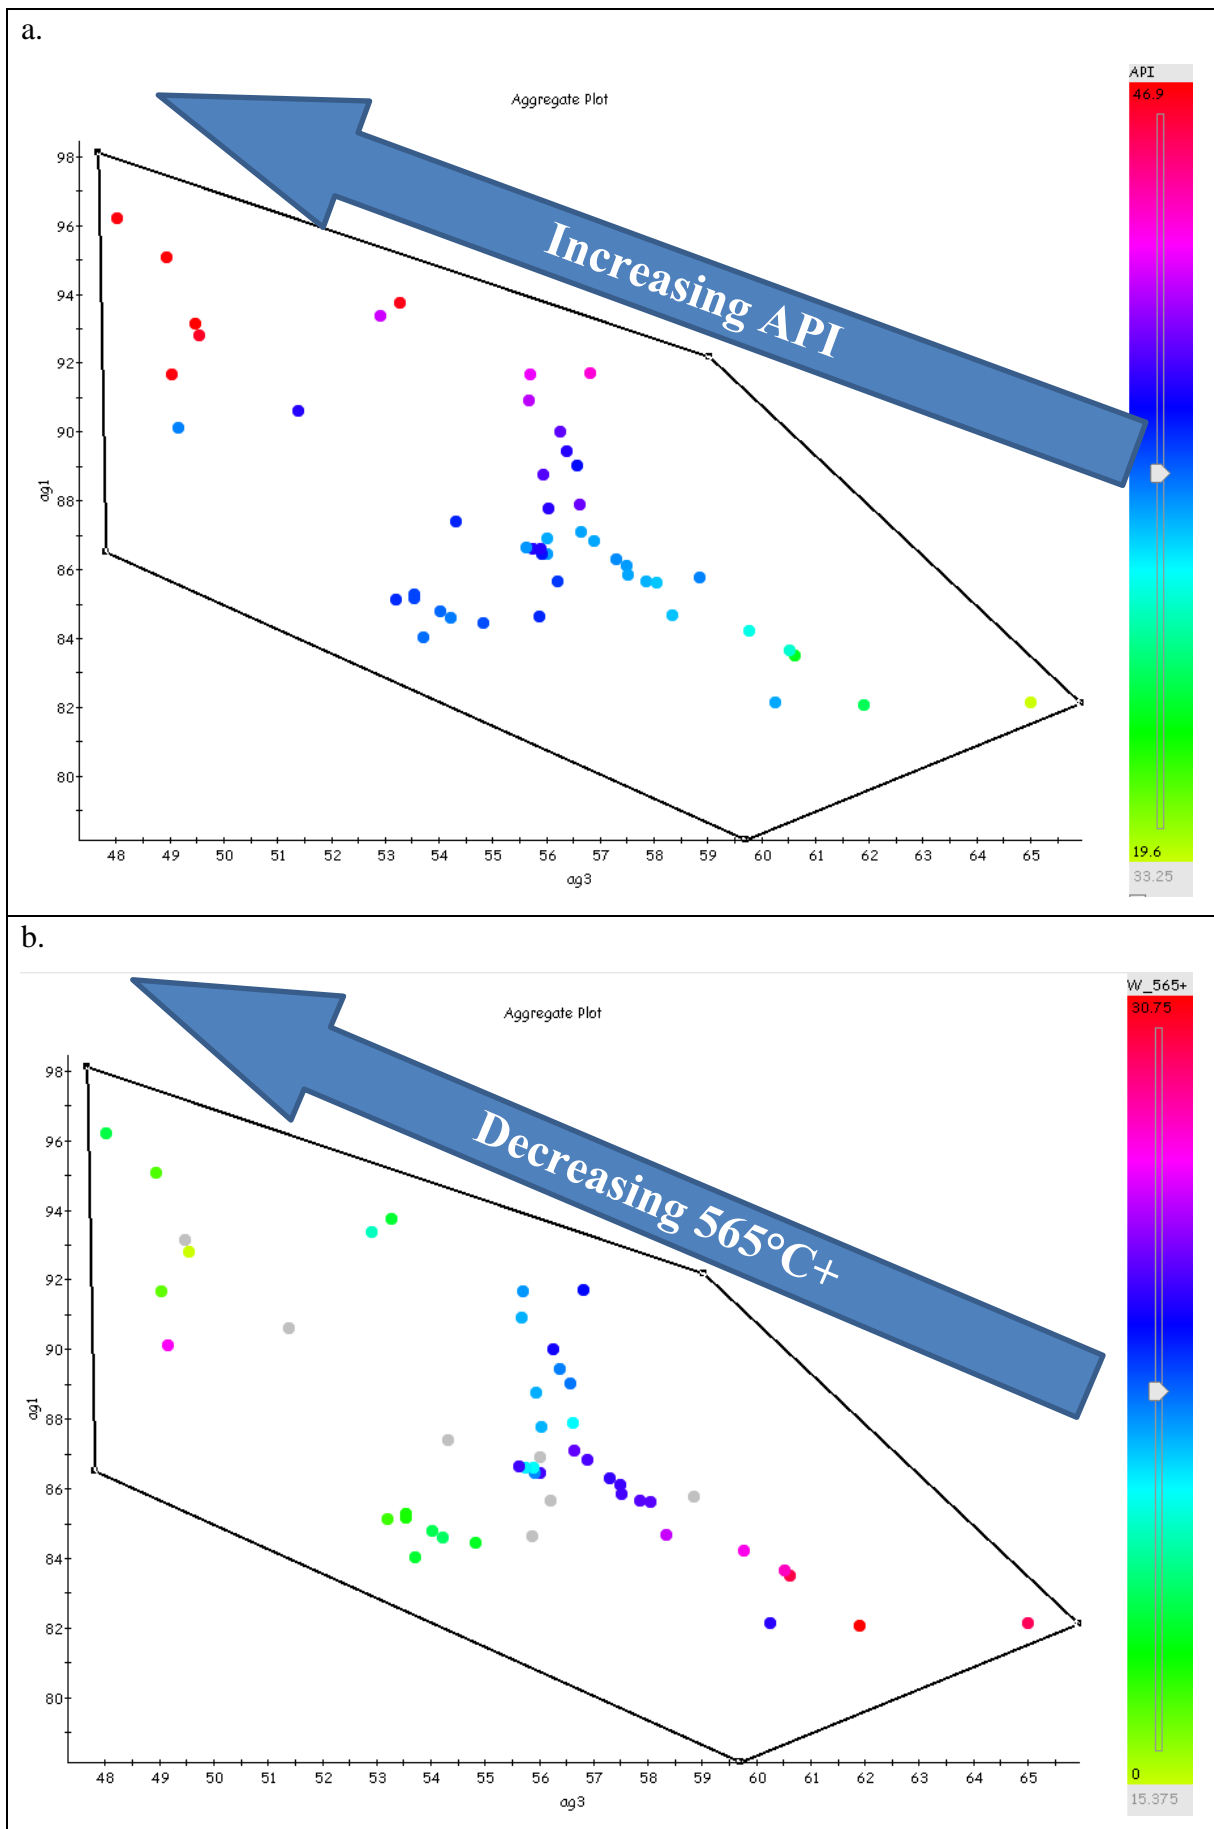 a.
API
46.9
Aggregate Plot
Increasing API
98
96
94
92
90
88
86
84
82
80
ag1
48 49 50 51 52 53 54 55 56 57 58 59 60 61 62 63 64 65
ag3
19.6
33.25
b.
W_565+
30.75
Aggregate Plot
Decreasing 565°C+
98
96
94
92
90
88
86
84
82
80
ag1
48 49 50 51 52 53 54 55 56 57 58 59 60 61 62 63 64 65
ag3
0
15.375